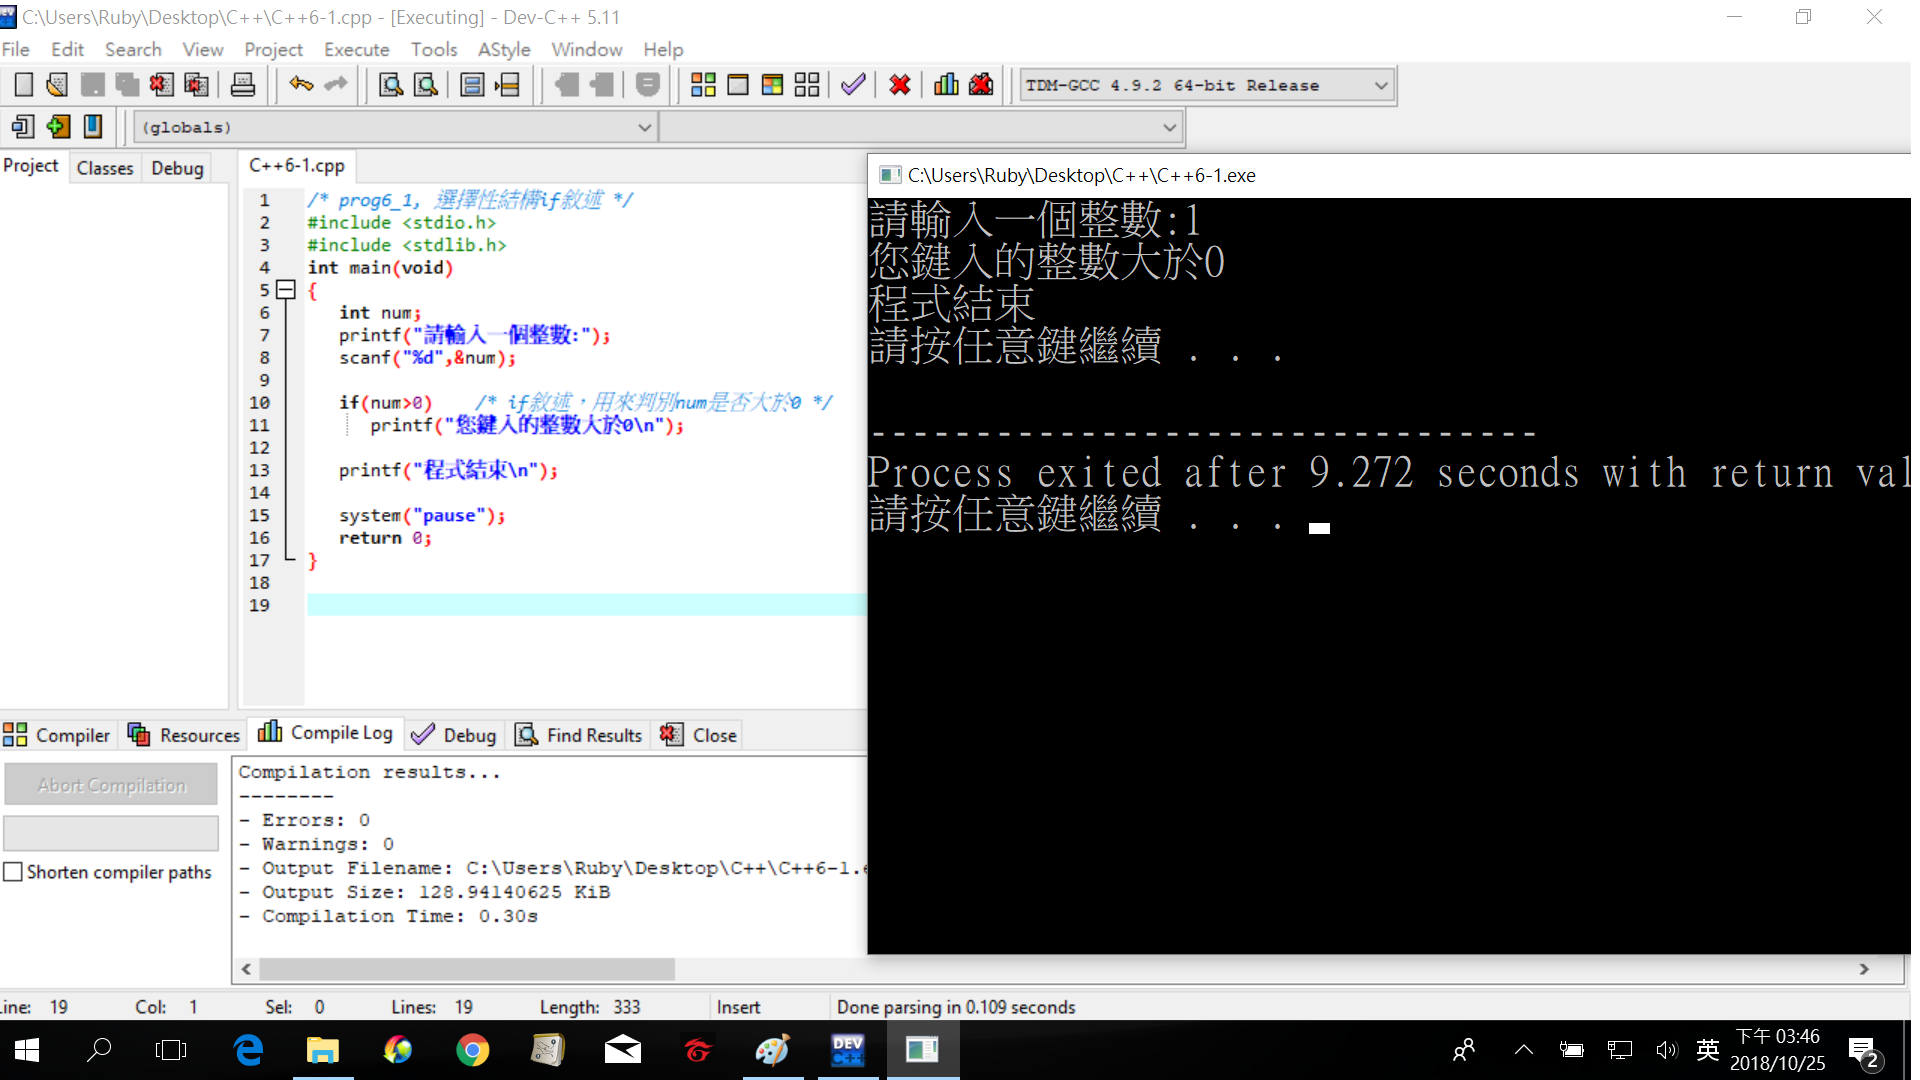 C:\Users\Ruby\Desktop\C++\C++6-1.cpp - [Executing] - Dev-C++ 5.11
File Edit Search View Project Execute Tools AStyle Window Help
TDM-GCC 4.9.2 64-bit Release
(globals)
Project Classes Debug
C++6-1.cpp
1 /* prog6_1, 選擇性結構if敘述 */
2 #include <stdio.h>
3 #include <stdlib.h>
4 int main(void)
5 {
6 int num;
7 printf("請輸入一個整數:");
8 scanf("%d",&num);
9
10 if(num>0) /* if敘述，用來判別num是否大於0 */
11 printf("您鍵入的整數大於0\n");
12
13 printf("程式結束\n");
14
15 system("pause");
16 return 0;
17 }
18
19
C:\Users\Ruby\Desktop\C++\C++6-1.exe
請輸入一個整數:1
您鍵入的整數大於0
程式結束
請按任意鍵繼續 . . .
--------------------------------
Process exited after 9.272 seconds with return val
請按任意鍵繼續 . . .
Compiler Resources Compile Log Debug Find Results Close
Abort Compilation
Shorten compiler paths
Compilation results...
--------
- Errors: 0
- Warnings: 0
- Output Filename: C:\Users\Ruby\Desktop\C++\C++6-1.e
- Output Size: 128.94140625 KiB
- Compilation Time: 0.30s
Line: 19 Col: 1 Sel: 0 Lines: 19 Length: 333 Insert Done parsing in 0.109 seconds
DEV C++
英
下午 03:46
2018/10/25
2